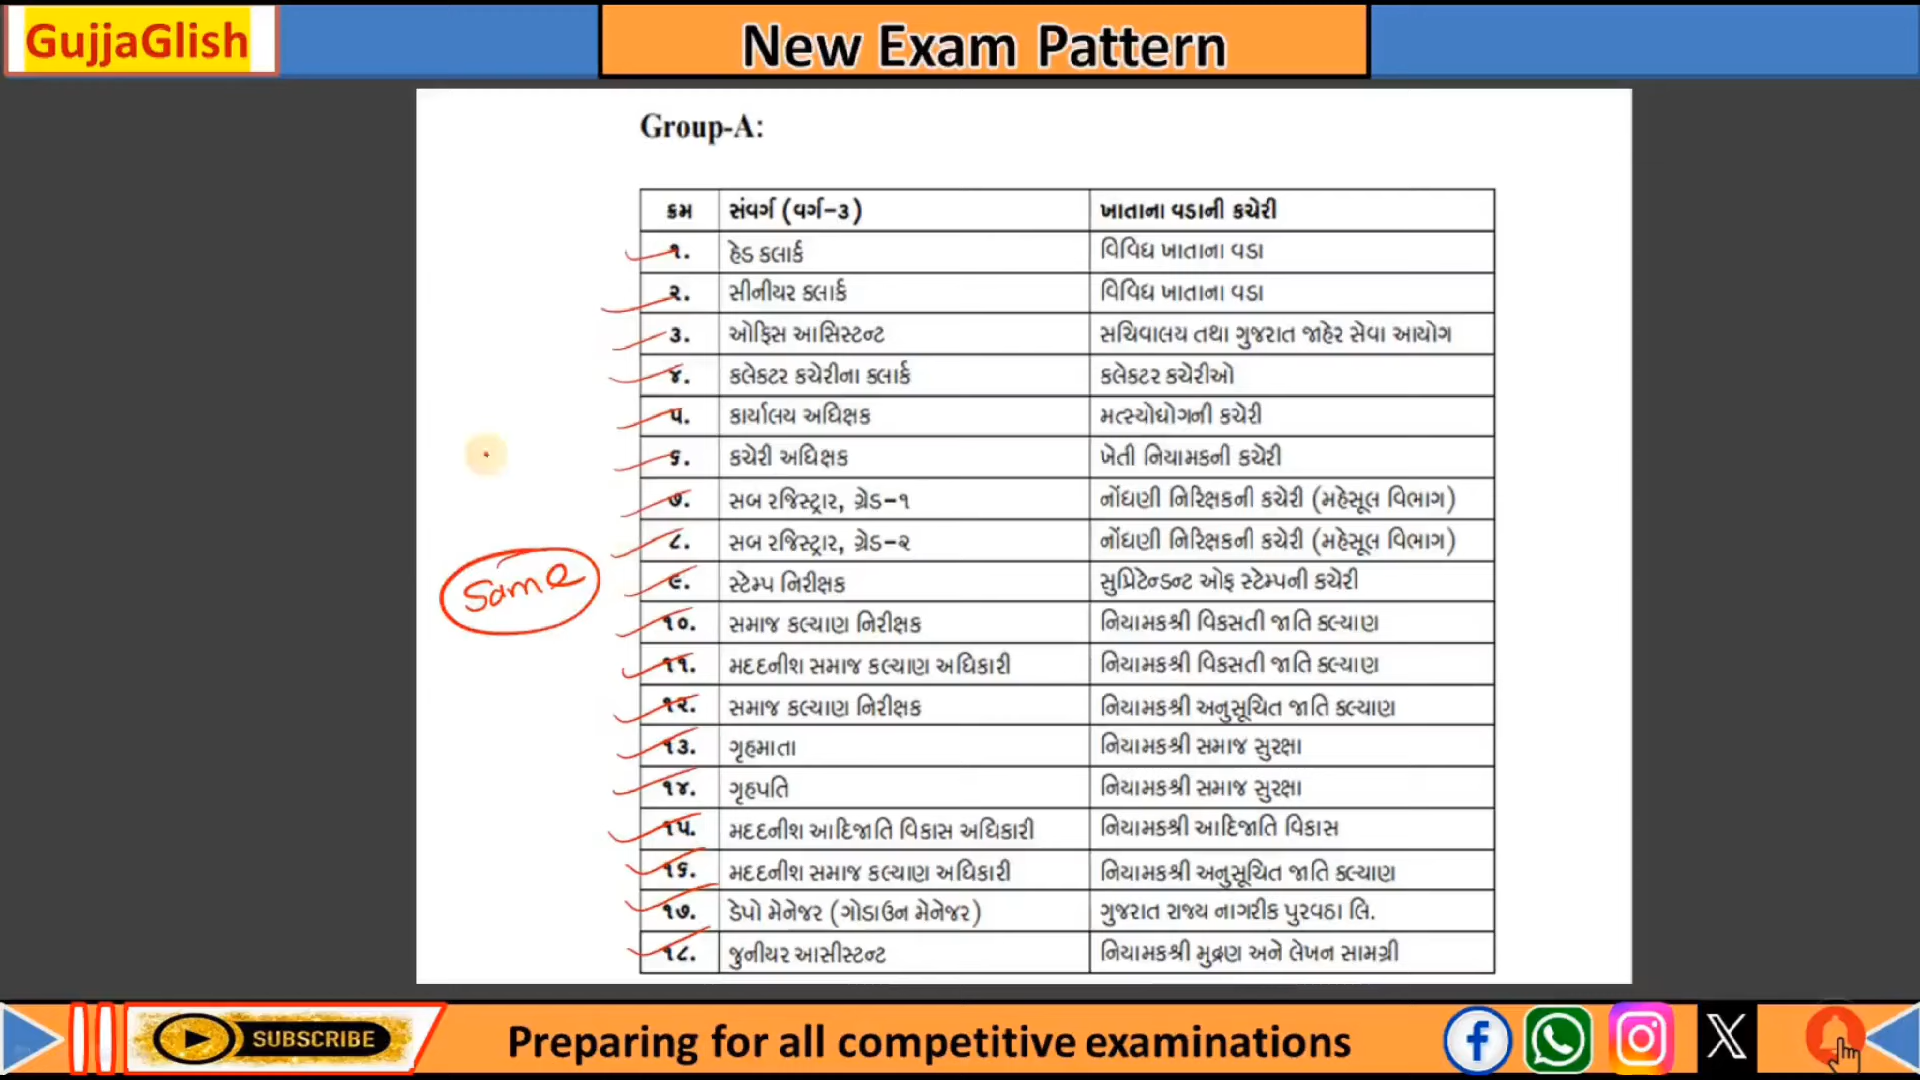 GujjaGlish
New Exam Pattern
Group-A:
ક્રમ સંવર્ગ (વર્ગ-૩) ખાતાના વડાની કચેરી
૧. હેડ ક્લાર્ક વિવિધ ખાતાના વડા
૨. સીનીયર ક્લાર્ક વિવિધ ખાતાના વડા
૩. ઓફિસ આસિસ્ટન્ટ સચિવાલય તથા ગુજરાત જાહેર સેવા આયોગ
૪. કલેકટર કચેરીના ક્લાર્ક કલેકટર કચેરીઓ
૫. કાર્યાલય અધિક્ષક મત્સ્યોધોગની કચેરી
૬. કચેરી અધિક્ષક ખેતી નિયામકની કચેરી
૭. સબ રજિસ્ટ્રાર, ગ્રેડ-૧ નોંધણી નિરિક્ષકની કચેરી (મહેસૂલ વિભાગ)
૮. સબ રજિસ્ટ્રાર, ગ્રેડ-૨ નોંધણી નિરિક્ષકની કચેરી (મહેસૂલ વિભાગ)
Same
૯. સ્ટેમ્પ નિરીક્ષક સુપ્રિટેન્ડન્ટ ઓફ સ્ટેમ્પની કચેરી
૧૦. સમાજ કલ્યાણ નિરીક્ષક નિયામકશ્રી વિકસતી જાતિ કલ્યાણ
૧૧. મદદનીશ સમાજ કલ્યાણ અધિકારી નિયામકશ્રી વિકસતી જાતિ કલ્યાણ
૧૨. સમાજ કલ્યાણ નિરીક્ષક નિયામકશ્રી અનુસૂચિત જાતિ કલ્યાણ
૧૩. ગૃહમાતા નિયામકશ્રી સમાજ સુરક્ષા
૧૪. ગૃહપતિ નિયામકશ્રી સમાજ સુરક્ષા
૧૫. મદદનીશ આદિજાતિ વિકાસ અધિકારી નિયામકશ્રી આદિજાતિ વિકાસ
૧૬. મદદનીશ સમાજ કલ્યાણ અધિકારી નિયામકશ્રી અનુસૂચિત જાતિ કલ્યાણ
૧૭. ડેપો મેનેજર (ગોડાઉન મેનેજર) ગુજરાત રાજ્ય નાગરીક પુરવઠા લિ.
૧૮. જુનીયર આસીસ્ટન્ટ નિયામકશ્રી મુદ્રણ અને લેખન સામગ્રી
SUBSCRIBE
Preparing for all competitive examinations